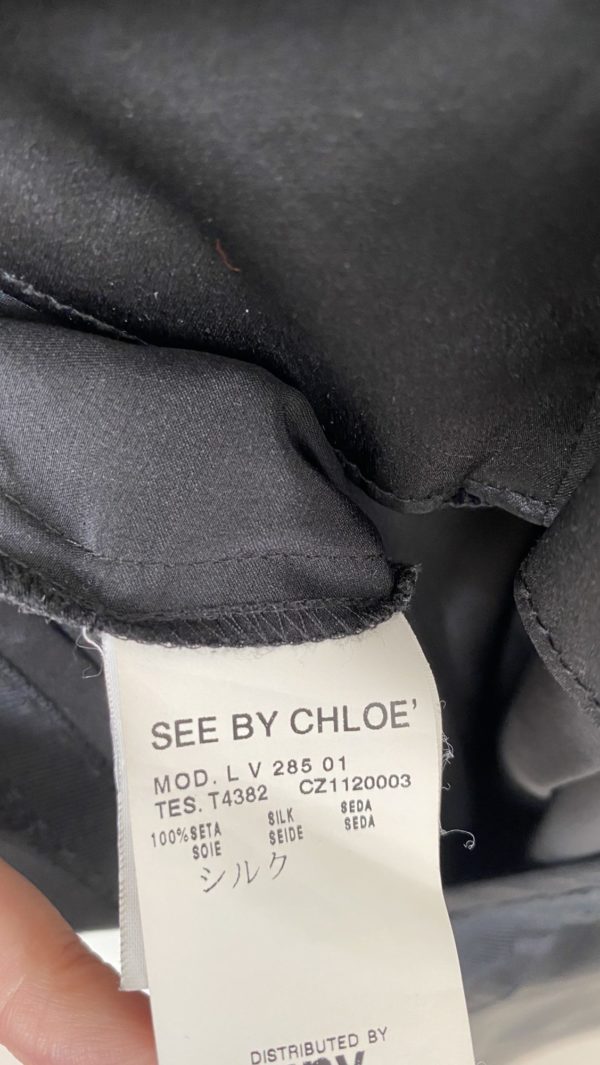 SEE BY CHLOE'
MOD. L V 285 01
TES. T4382 CZ1120003
100%SETA SILK SEDA
SOIE SEIDE SEDA
シルク
DISTRIBUTED BY